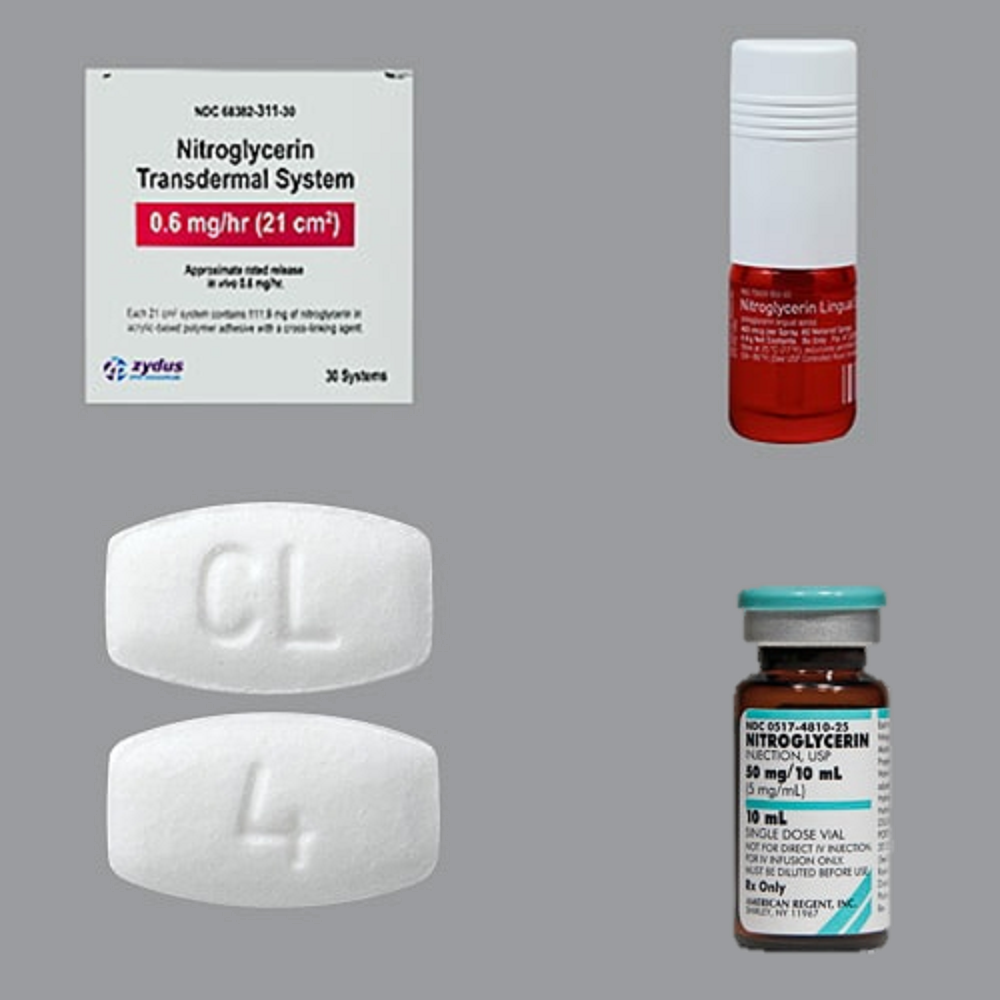 NDC 68382-311-30
Nitroglycerin
Transdermal System
0.6 mg/hr (21 cm²)
Approximate rated release
in vivo 0.6 mg/hr.
Each 21 cm² system contains 111.9 mg of nitroglycerin in
acrylic-based polymer adhesive with a cross-linking agent.
zydus
30 Systems
Nitroglycerin Lingual
CL
4
NDC 0517-4810-25
NITROGLYCERIN
INJECTION, USP
50 mg/10 mL
(5 mg/mL)
10 mL
SINGLE DOSE VIAL
NOT FOR DIRECT IV INJECTION
FOR IV INFUSION ONLY.
MUST BE DILUTED BEFORE USE
Rx Only
AMERICAN REGENT, INC.
SHIRLEY, NY 11967